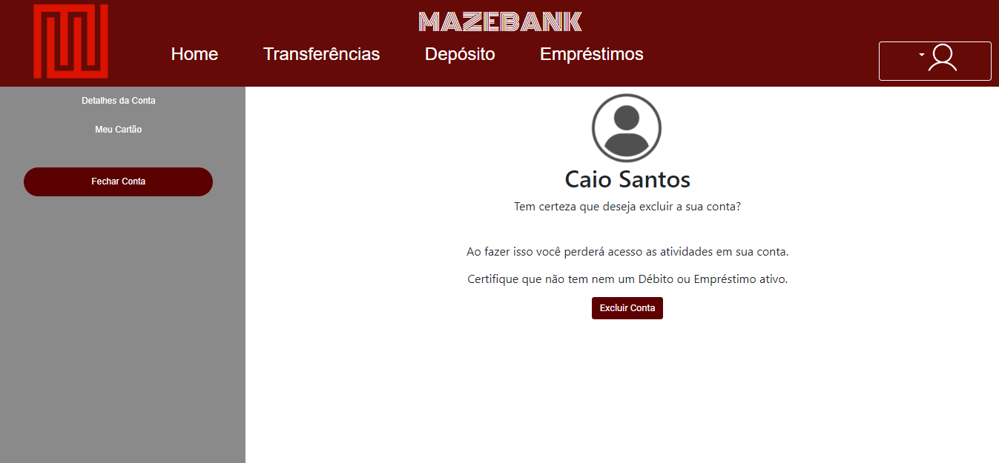 MAZEBANK
Home
Transferências
Depósito
Empréstimos
Detalhes da Conta
Meu Cartão
Fechar Conta
Caio Santos
Tem certeza que deseja excluir a sua conta?
Ao fazer isso você perderá acesso as atividades em sua conta.
Certifique que não tem nem um Débito ou Empréstimo ativo.
Excluir Conta